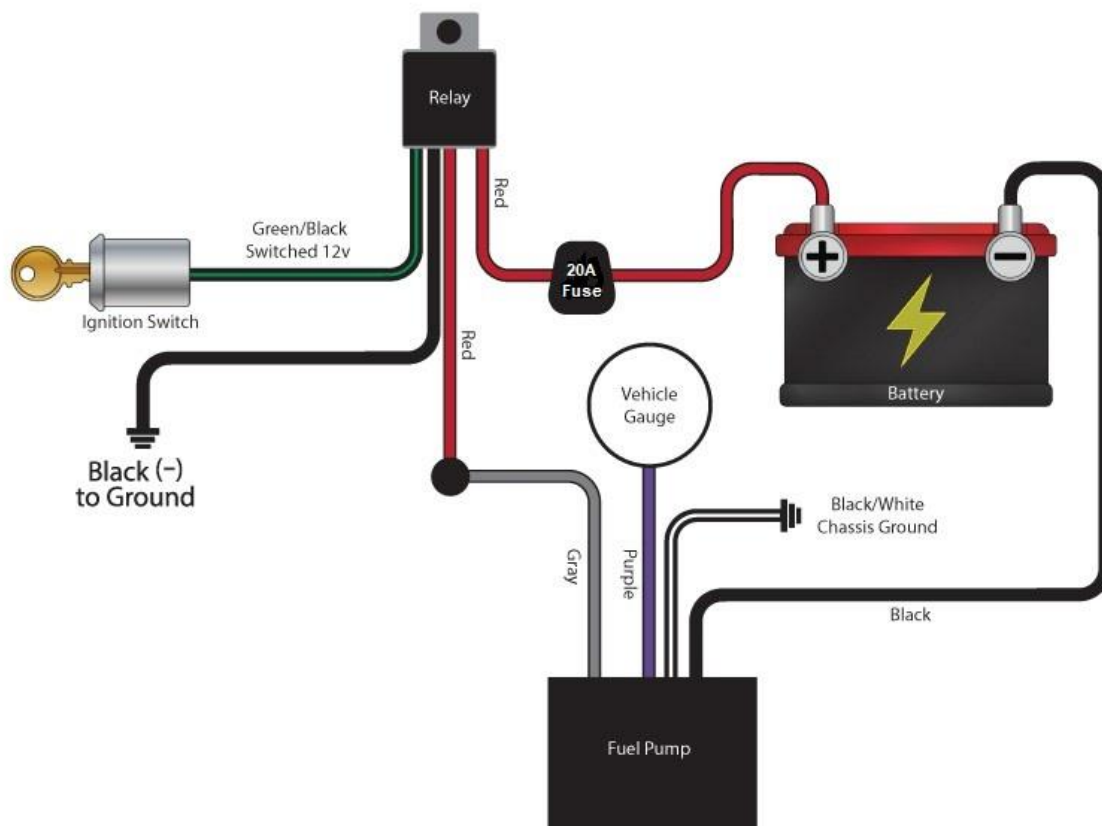 Relay
Red
Green/Black
Switched 12v
20A
Fuse
Ignition Switch
Red
Vehicle
Gauge
Battery
Black (-)
to Ground
Black/White
Chassis Ground
Gray
Purple
Black
Fuel Pump